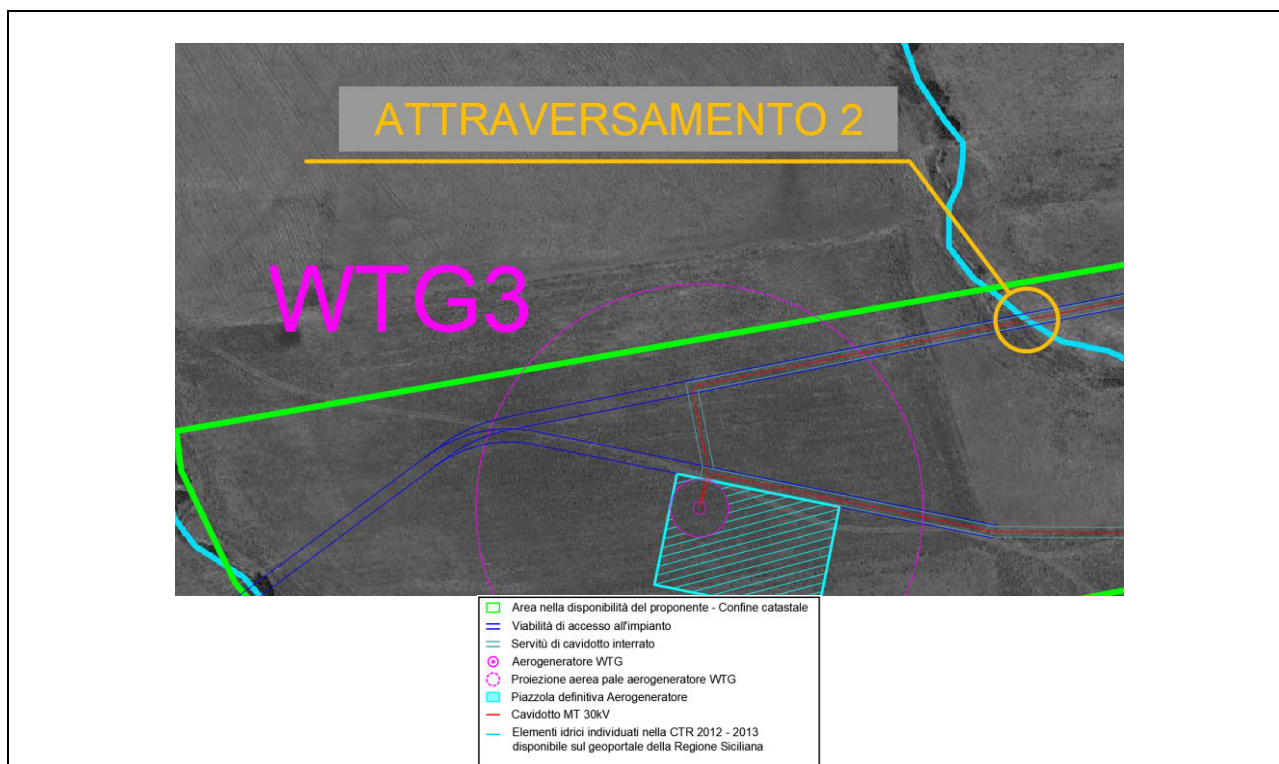 ATTRAVERSAMENTO 2
WTG3
Area nella disponibilità del proponente - Confine catastale
Viabilità di accesso all'impianto
Servitù di cavidotto interrato
Aerogeneratore WTG
Proiezione aerea pale aerogeneratore WTG
Piazzola definitiva Aerogeneratore
Cavidotto MT 30kV
Elementi idrici individuati nella CTR 2012 - 2013
disponibile sul geoportale della Regione Siciliana